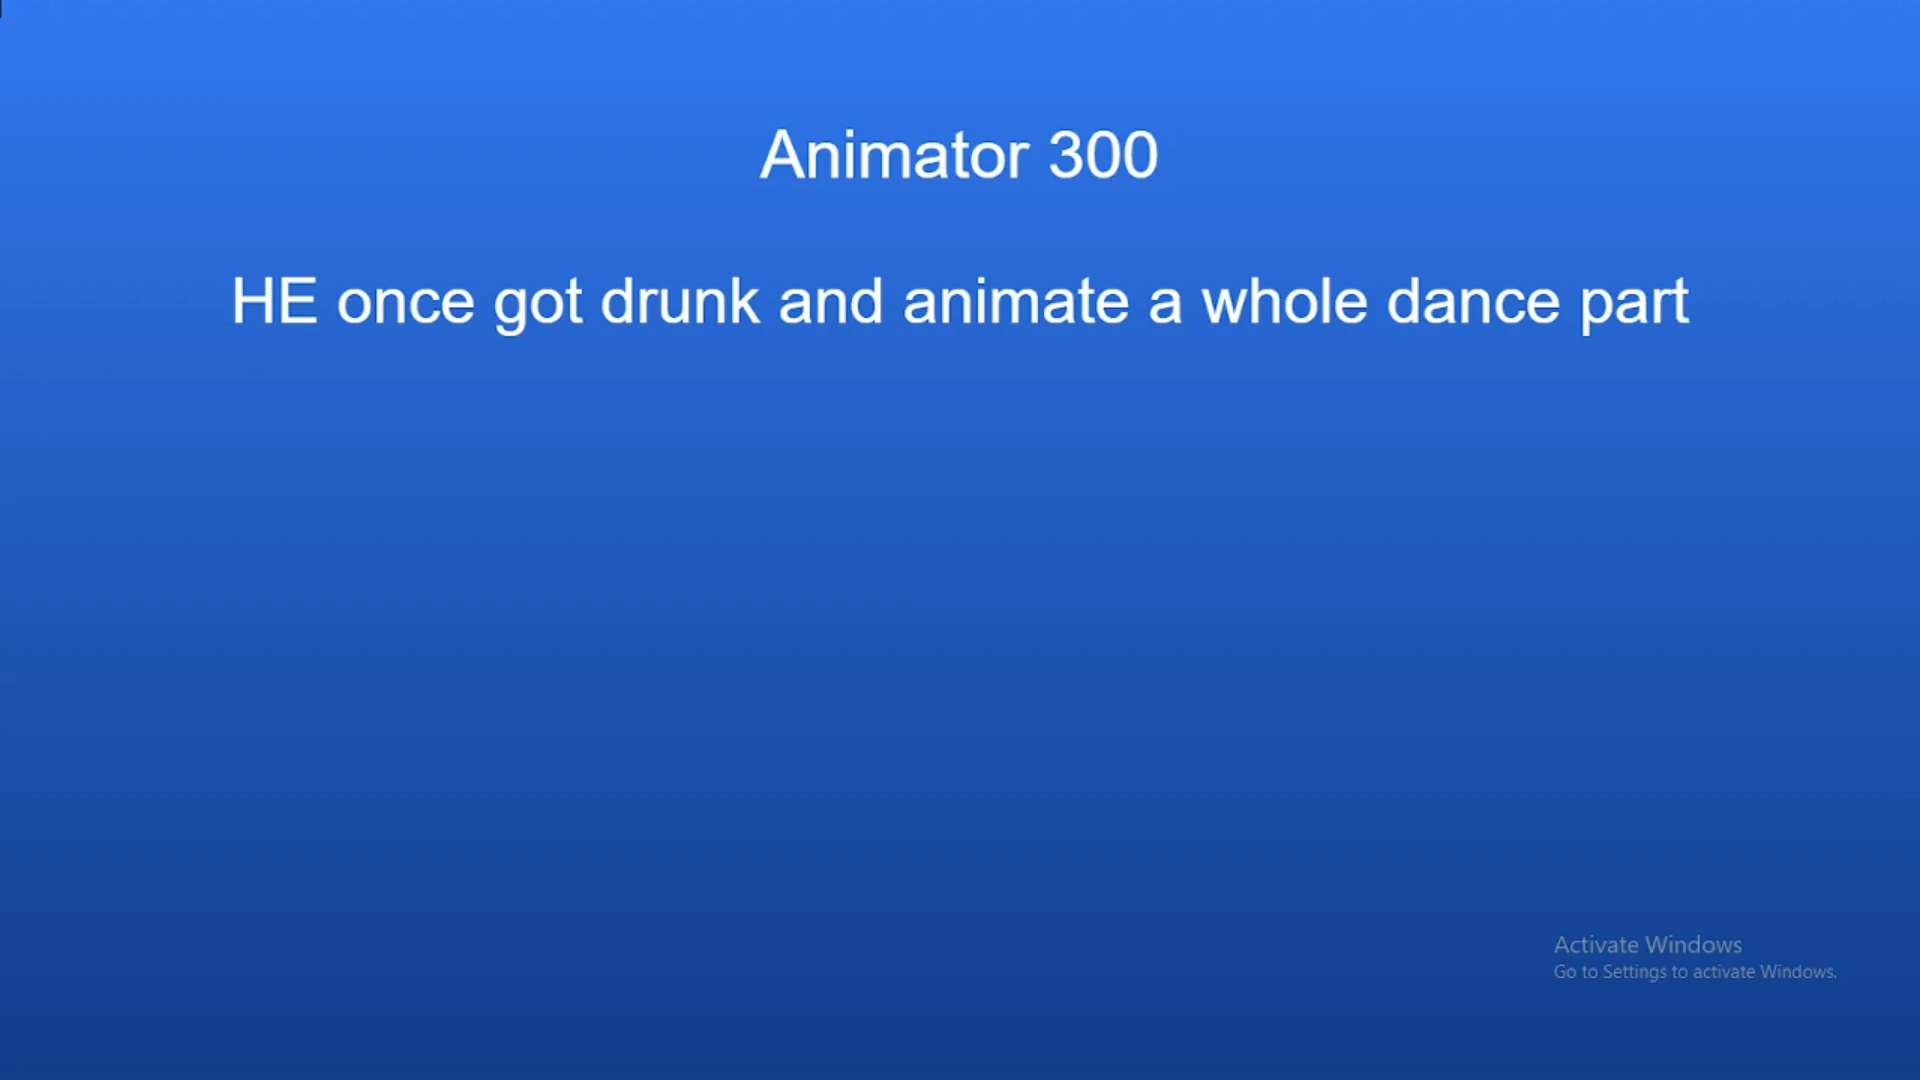 Animator 300
HE once got drunk and animate a whole dance part
Activate Windows
Go to Settings to activate Windows.